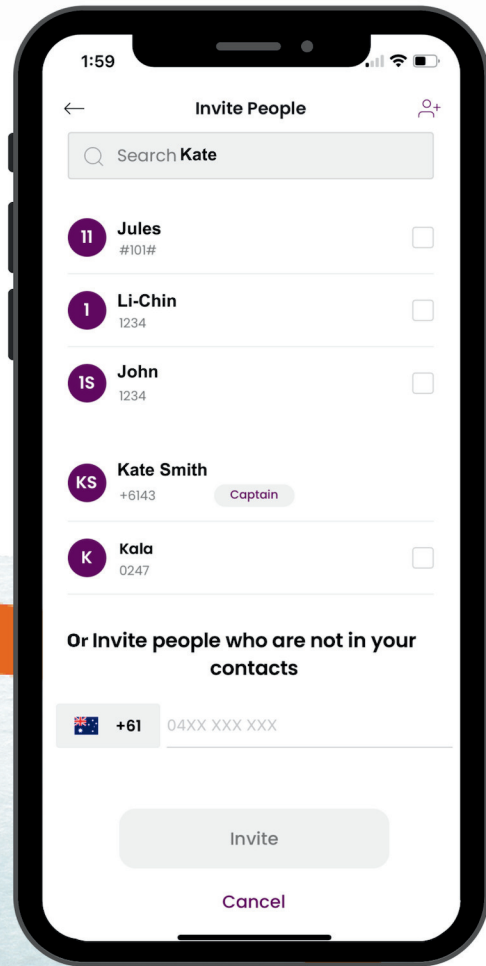 1:59
Invite People
Search Kate
11 Jules
#101#
1 Li-Chin
1234
1S John
1234
KS Kate Smith
+6143 Captain
K Kala
0247
Or Invite people who are not in your
contacts
+61 04XX XXX XXX
Invite
Cancel